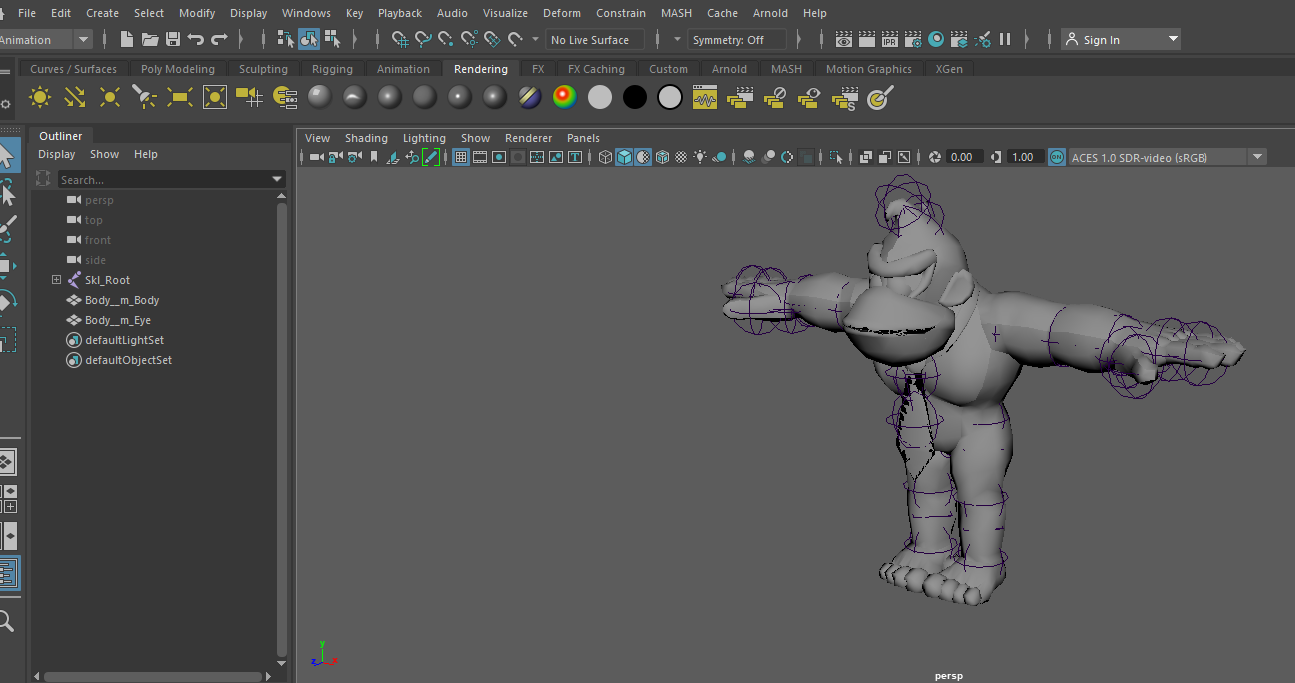 File Edit Create Select Modify Display Windows Key Playback Audio Visualize Deform Constrain MASH Cache Arnold Help
Animation No Live Surface Symmetry: Off IPR Sign In
Curves / Surfaces Poly Modeling Sculpting Rigging Animation Rendering FX FX Caching Custom Arnold MASH Motion Graphics XGen
S
Outliner
Display Show Help
Search...
persp
top
front
side
Skl_Root
Body__m_Body
Body__m_Eye
defaultLightSet
defaultObjectSet
View Shading Lighting Show Renderer Panels
0.00 1.00 ON ACES 1.0 SDR-video (sRGB)
y
z x
persp